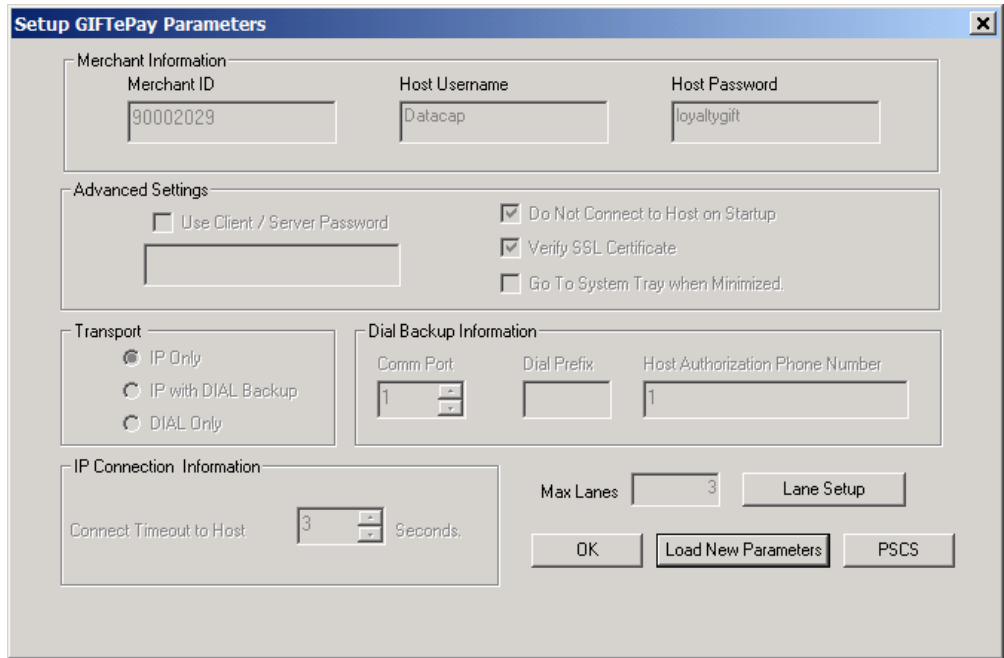 Setup GIFTePay Parameters
Merchant Information
Merchant ID Host Username Host Password
90002029 Datacap loyaltygift
Advanced Settings
Use Client / Server Password
Do Not Connect to Host on Startup
Verify SSL Certificate
Go To System Tray when Minimized.
Transport
IP Only
IP with DIAL Backup
DIAL Only
Dial Backup Information
Comm Port Dial Prefix Host Authorization Phone Number
1 1
IP Connection Information
Connect Timeout to Host 3 Seconds.
Max Lanes 3 Lane Setup
OK Load New Parameters PSCS